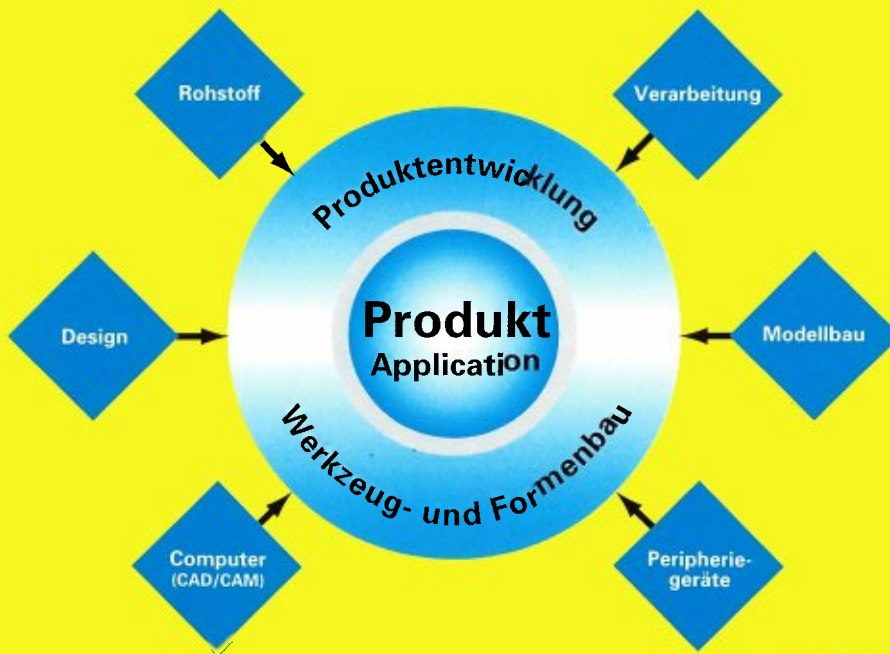 Rohstoff
Verarbeitung
Produktentwicklung
Design
Produkt
Application
Modellbau
Werkzeug- und Formenbau
Computer
(CAD/CAM)
Peripherie-
geräte